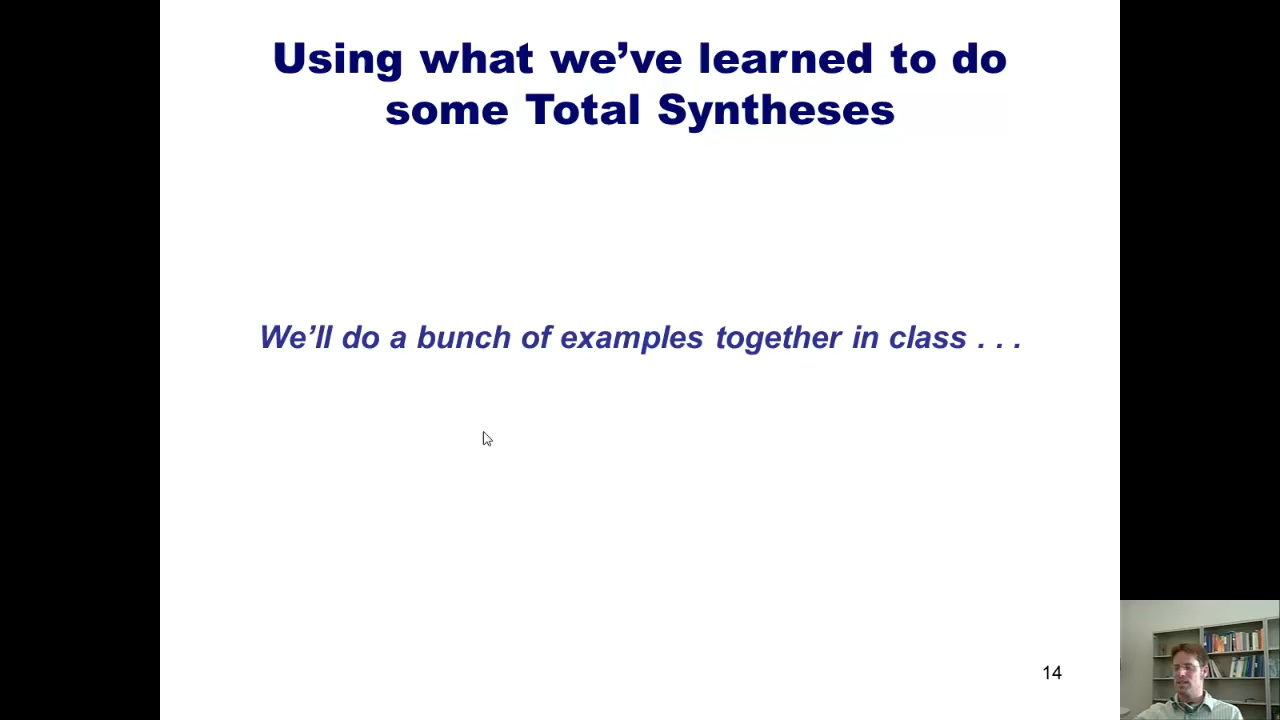 Using what we’ve learned to do
some Total Syntheses
We’ll do a bunch of examples together in class . . .
14